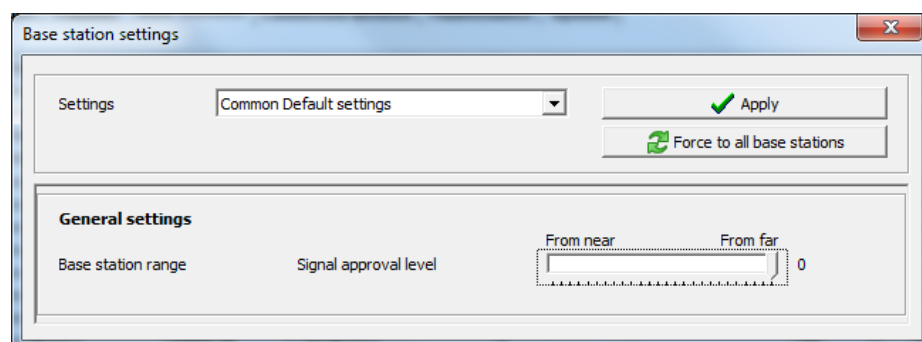 Base station settings
Settings
Common Default settings
Apply
Force to all base stations
General settings
From near From far
Base station range Signal approval level 0